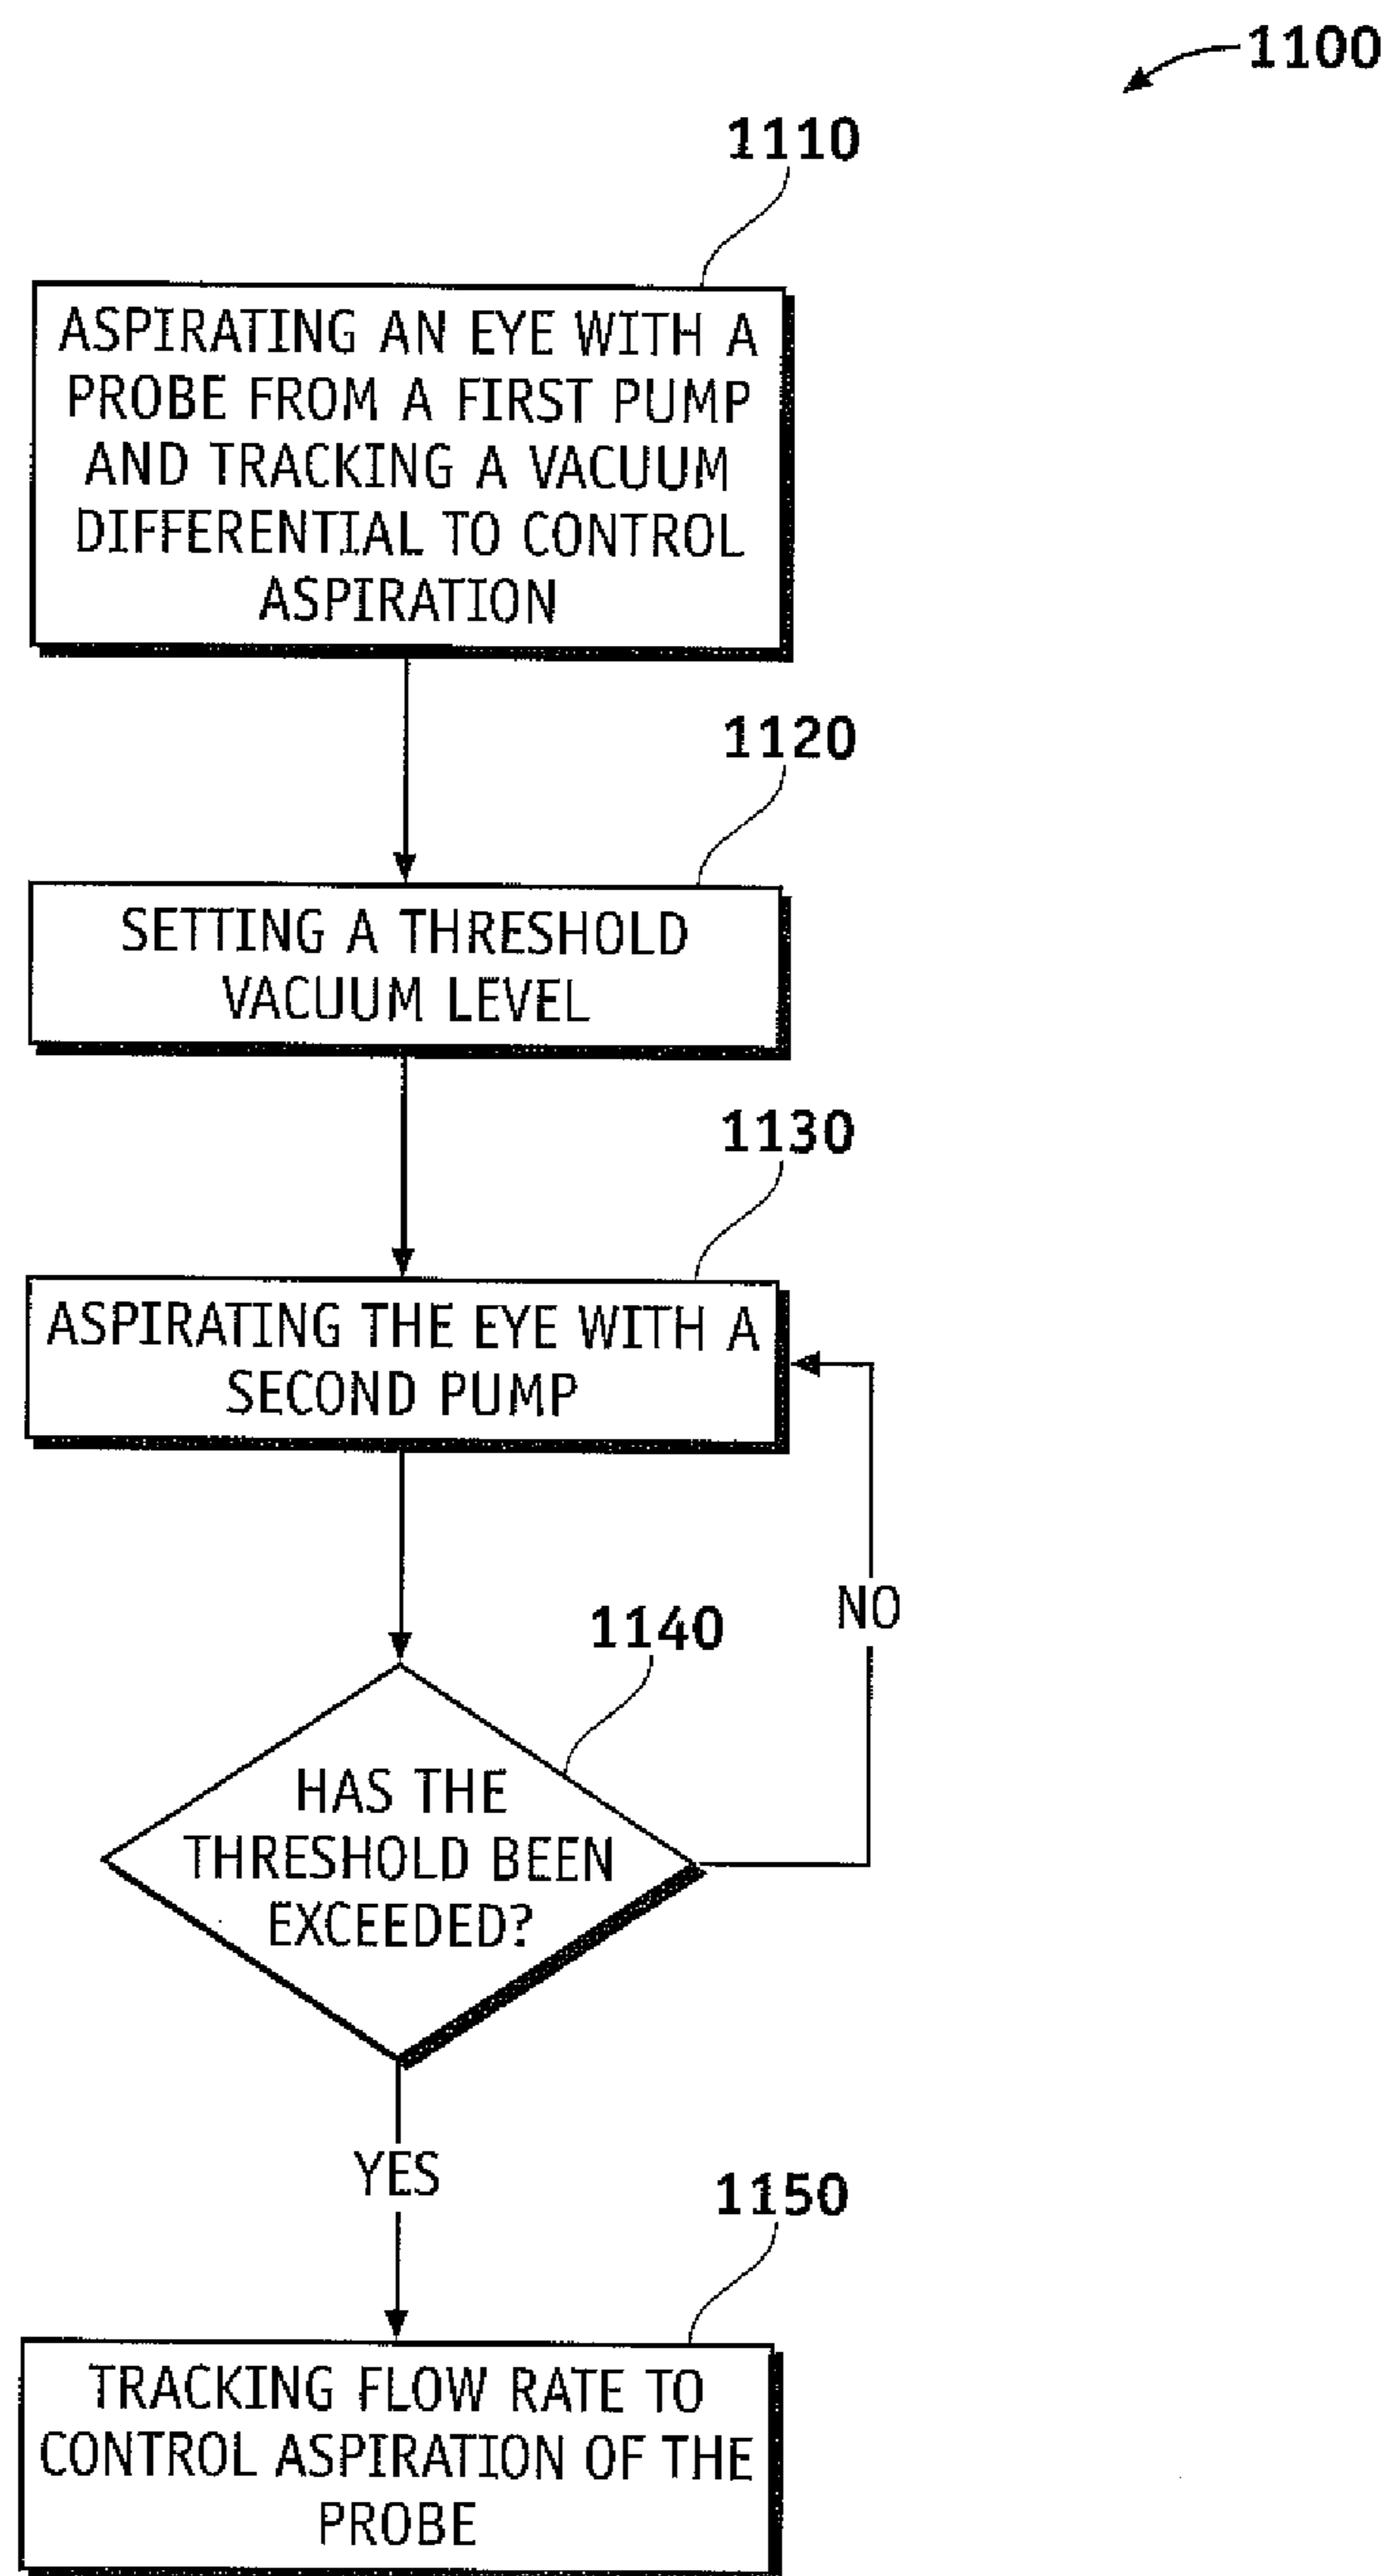 1100
1110
ASPIRATING AN EYE WITH A
PROBE FROM A FIRST PUMP
AND TRACKING A VACUUM
DIFFERENTIAL TO CONTROL
ASPIRATION
1120
SETTING A THRESHOLD
VACUUM LEVEL
1130
ASPIRATING THE EYE WITH A
SECOND PUMP
NO
1140
HAS THE
THRESHOLD BEEN
EXCEEDED?
YES
1150
TRACKING FLOW RATE TO
CONTROL ASPIRATION OF THE
PROBE